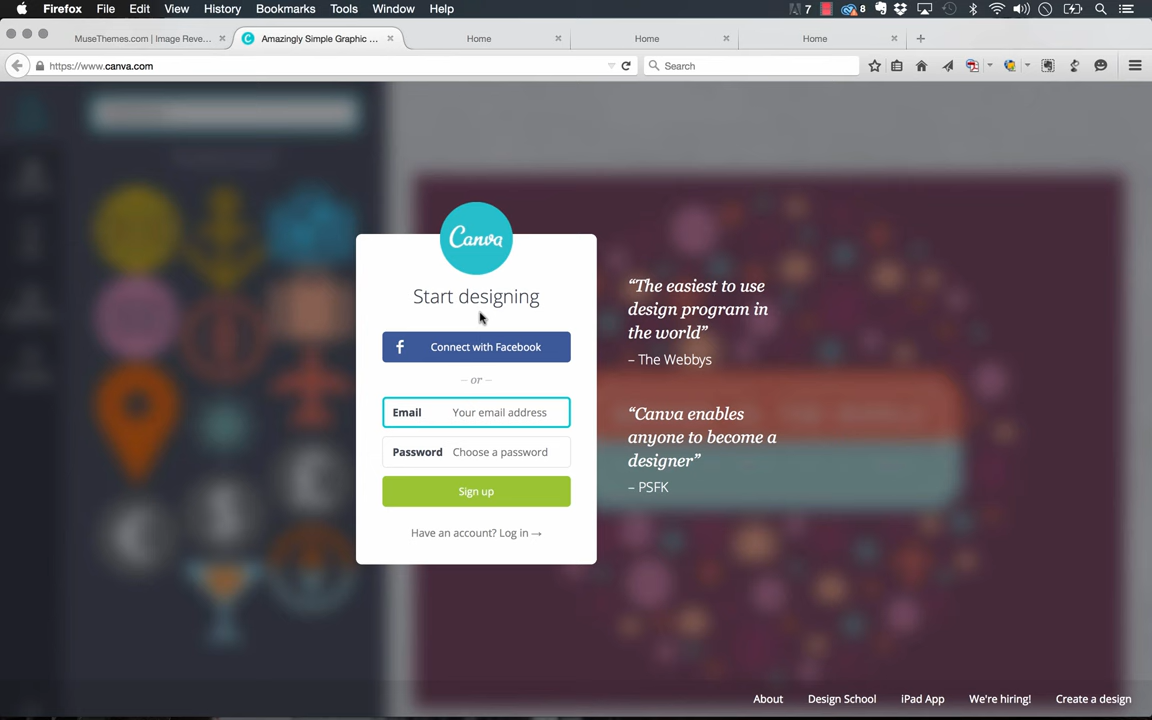 Firefox File Edit View History Bookmarks Tools Window Help 7 8
MuseThemes.com | Image Reve... Amazingly Simple Graphic ... Home Home Home
https://www.canva.com Search
Canva
Start designing
Connect with Facebook
– or –
Email Your email address
Password Choose a password
Sign up
Have an account? Log in →
“The easiest to use
design program in
the world”
– The Webbys
“Canva enables
anyone to become a
designer”
– PSFK
About Design School iPad App We're hiring! Create a design